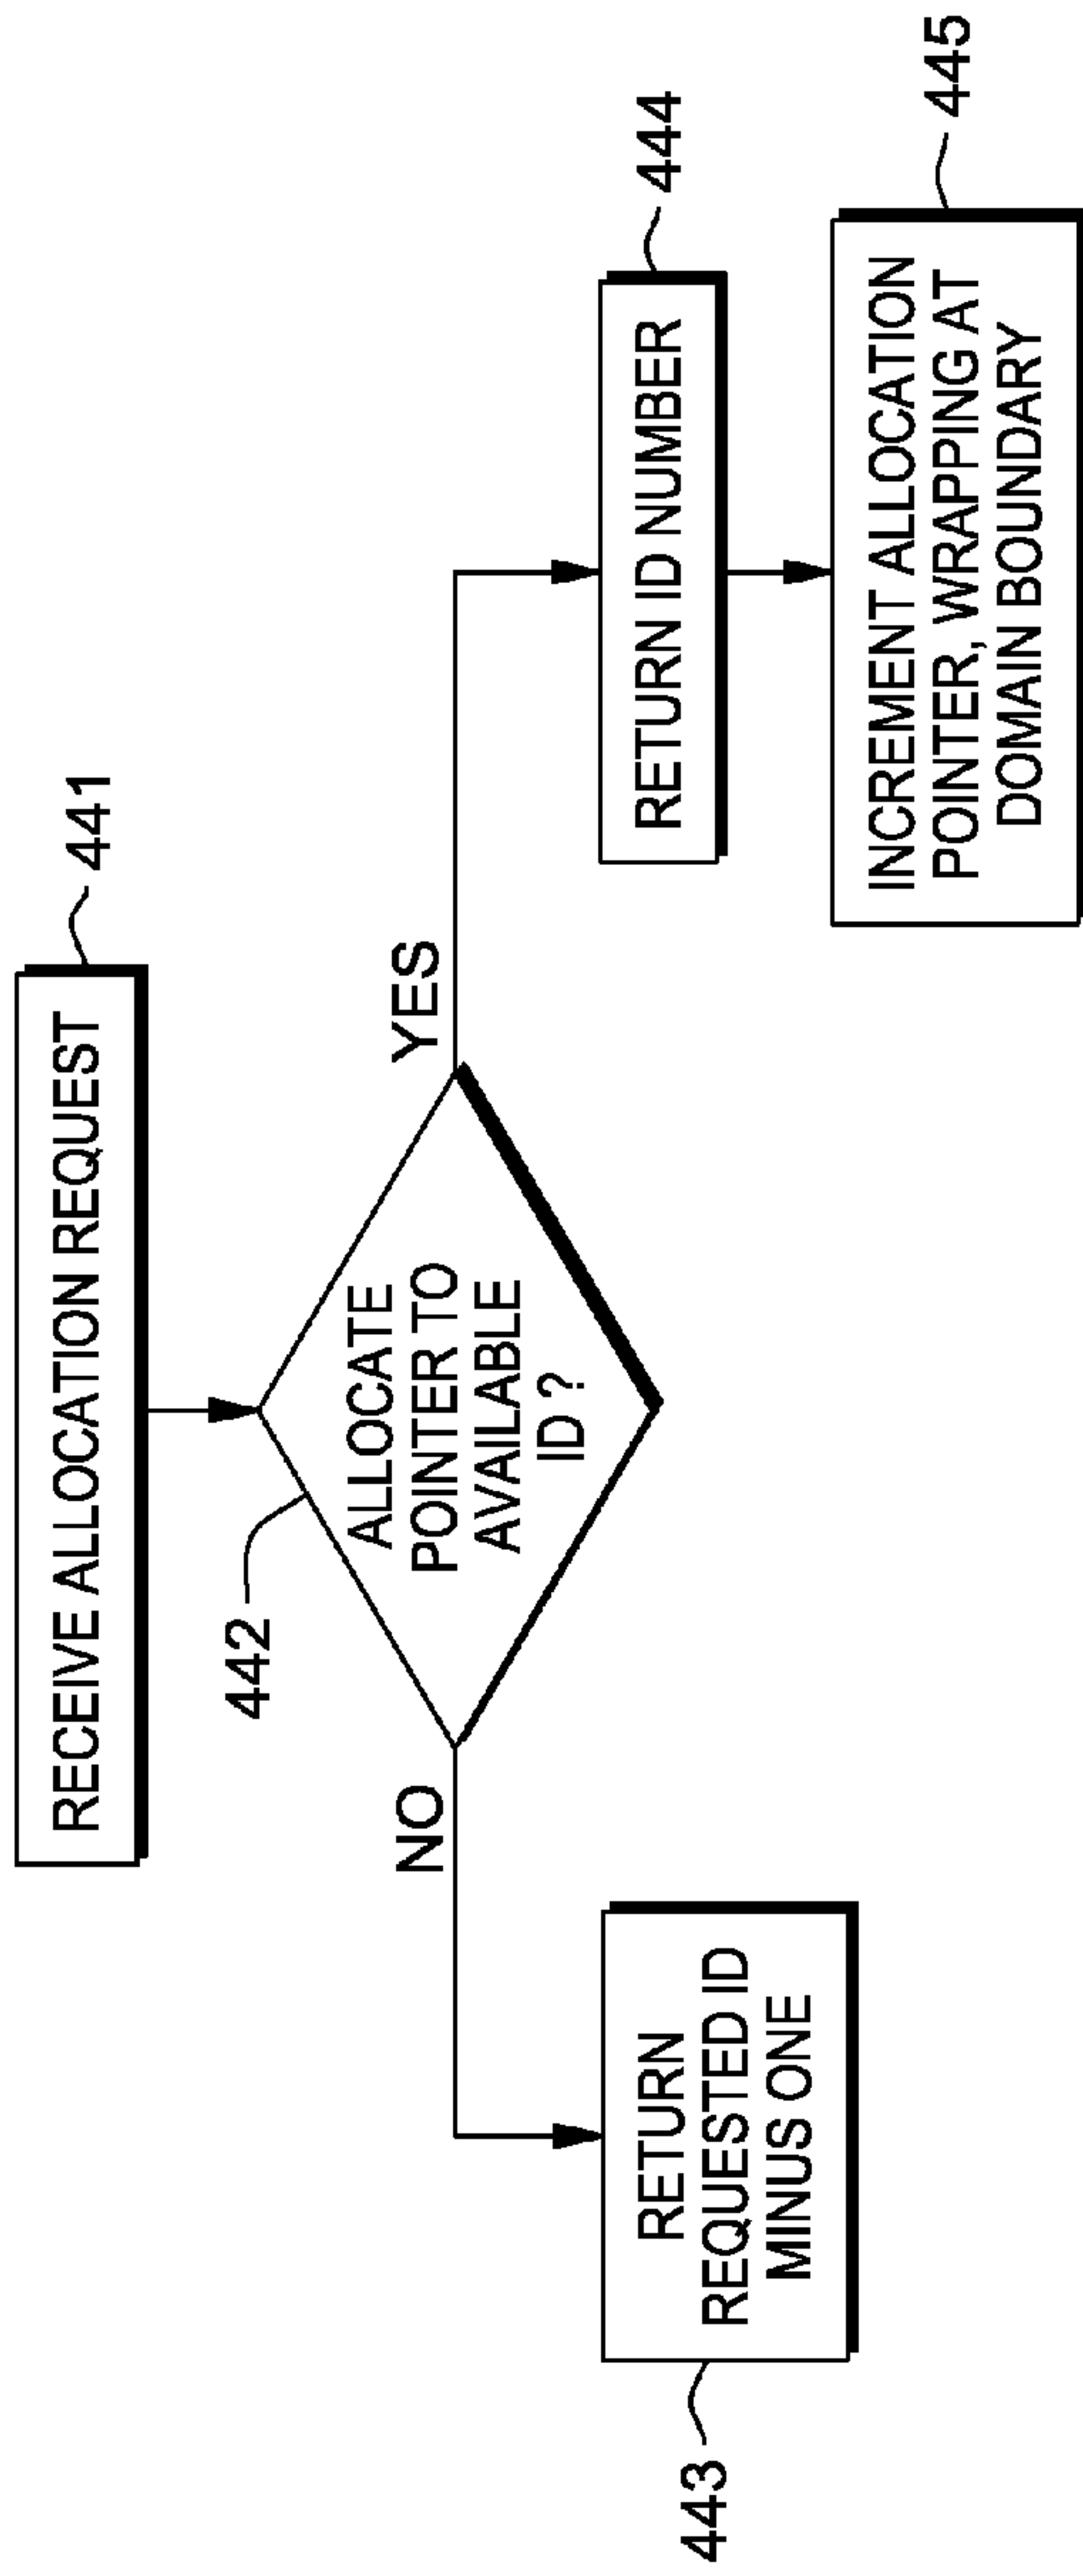 RECEIVE ALLOCATION REQUEST
441
442
ALLOCATE
POINTER TO
AVAILABLE
ID ?
NO
YES
RETURN
REQUESTED ID
MINUS ONE
443
RETURN ID NUMBER
444
INCREMENT ALLOCATION
POINTER, WRAPPING AT
DOMAIN BOUNDARY
445